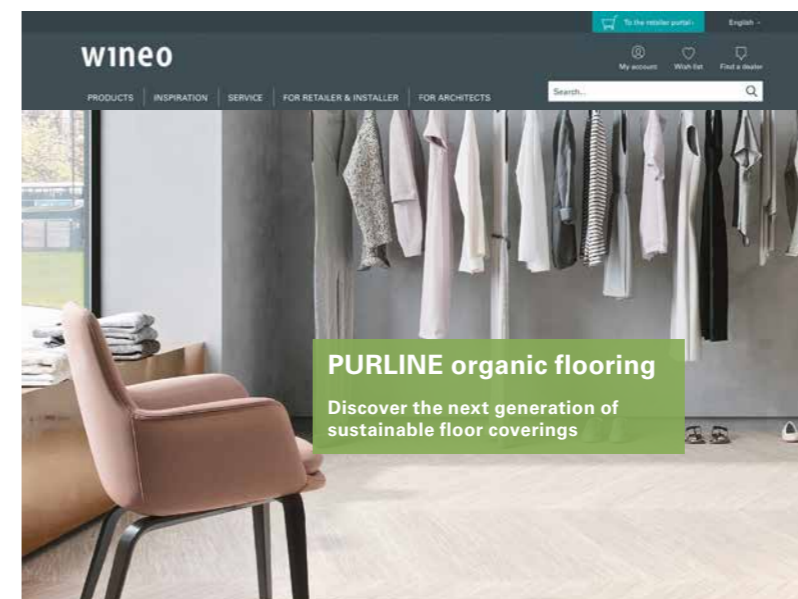 To the retailer portal ›
English
wineo
My account
Wish list
Find a dealer
PRODUCTS
INSPIRATION
SERVICE
FOR RETAILER & INSTALLER
FOR ARCHITECTS
Search...
PURLINE organic flooring
Discover the next generation of
sustainable floor coverings